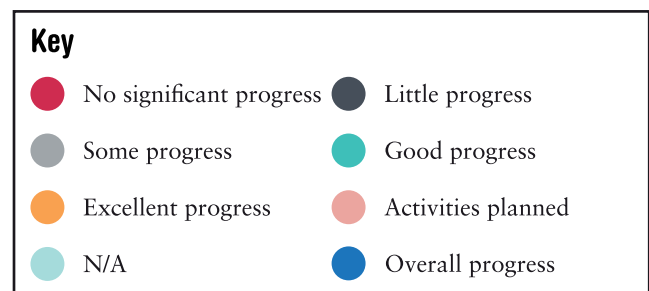 Key
No significant progress
Little progress
Some progress
Good progress
Excellent progress
Activities planned
N/A
Overall progress